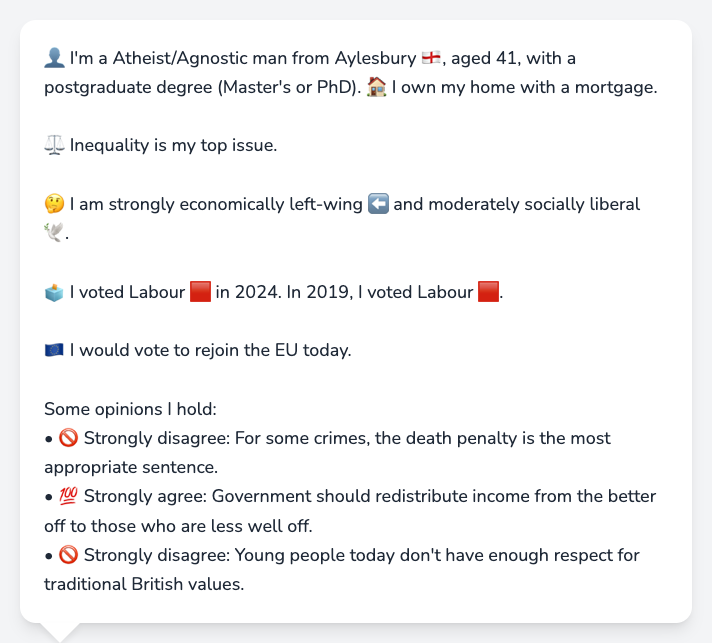 👤 I'm a Atheist/Agnostic man from Aylesbury 🏴󠁧󠁢󠁥󠁮󠁧󠁿, aged 41, with a
postgraduate degree (Master's or PhD). 🏠 I own my home with a mortgage.
⚖️ Inequality is my top issue.
🤔 I am strongly economically left-wing ⬅️ and moderately socially liberal
🕊️.
🗳️ I voted Labour 🟥 in 2024. In 2019, I voted Labour 🟥.
🇪🇺 I would vote to rejoin the EU today.
Some opinions I hold:
• 🚫 Strongly disagree: For some crimes, the death penalty is the most
appropriate sentence.
• 💯 Strongly agree: Government should redistribute income from the better
off to those who are less well off.
• 🚫 Strongly disagree: Young people today don't have enough respect for
traditional British values.